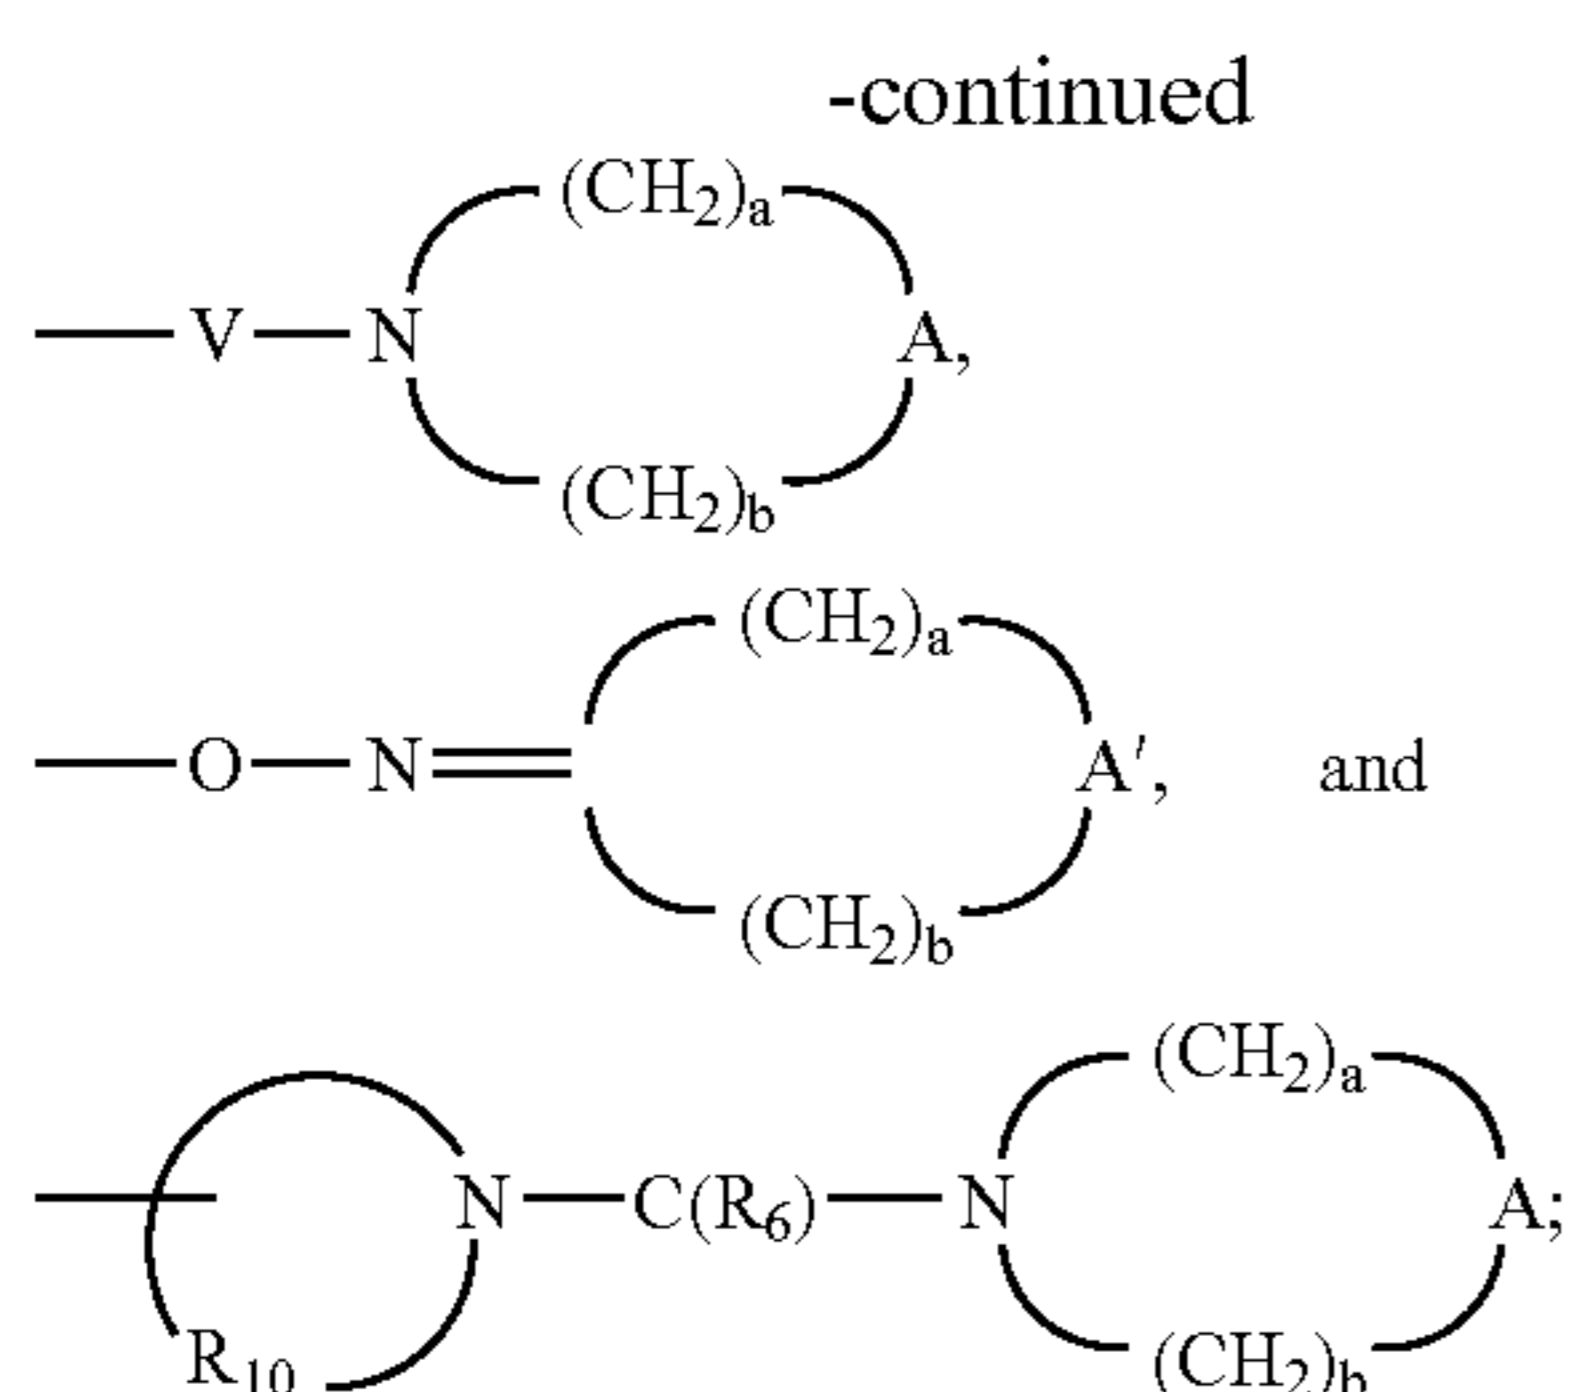 -continued
(CH2)a
V N A,
(CH2)b
(CH2)a
O N A', and
(CH2)b
(CH2)a
N C(R6) N A;
R10 (CH2)b